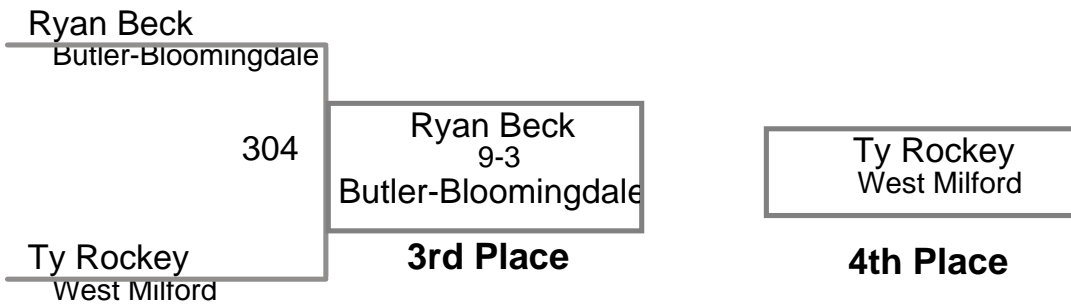 Ryan Beck
Butler-Bloomingdale
304
Ryan Beck
9-3
Butler-Bloomingdale
3rd Place
Ty Rockey
West Milford
Ty Rockey
West Milford
4th Place